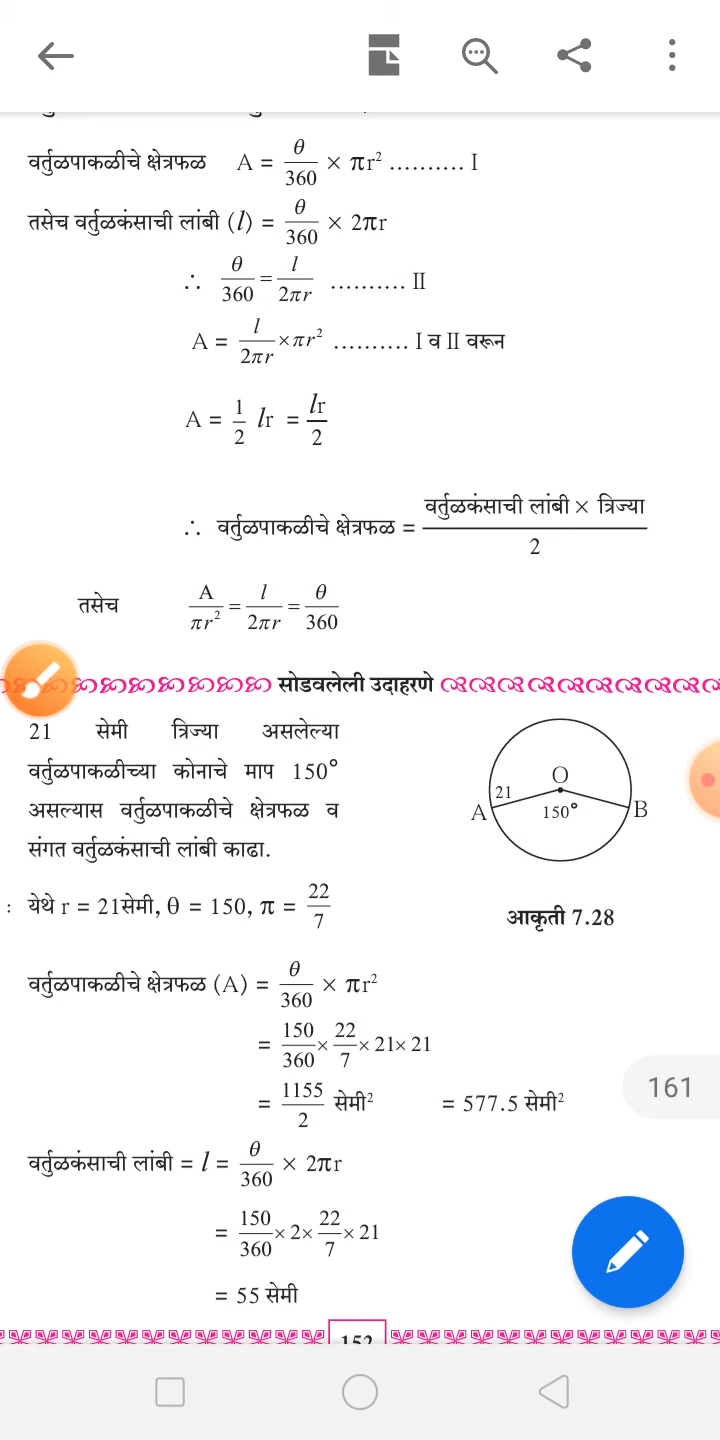 वर्तुळपाकळीचे क्षेत्रफळ A = θ/360 × πr² .......... I
तसेच वर्तुळकंसाची लांबी (l) = θ/360 × 2πr
∴ θ/360 = l/2πr .......... II
A = l/2πr × πr² .......... I व II वरून
A = 1/2 lr = lr/2
∴ वर्तुळपाकळीचे क्षेत्रफळ = वर्तुळकंसाची लांबी × त्रिज्या / 2
तसेच A/πr² = l/2πr = θ/360
सोडवलेली उदाहरणे
21 सेमी त्रिज्या असलेल्या
वर्तुळपाकळीच्या कोनाचे माप 150°
असल्यास वर्तुळपाकळीचे क्षेत्रफळ व
संगत वर्तुळकंसाची लांबी काढा.
O
21
A
150°
B
आकृती 7.28
: येथे r = 21सेमी, θ = 150, π = 22/7
वर्तुळपाकळीचे क्षेत्रफळ (A) = θ/360 × πr²
= 150/360 × 22/7 × 21× 21
= 1155/2 सेमी² = 577.5 सेमी²
161
वर्तुळकंसाची लांबी = l = θ/360 × 2πr
= 150/360 × 2× 22/7 × 21
= 55 सेमी
152